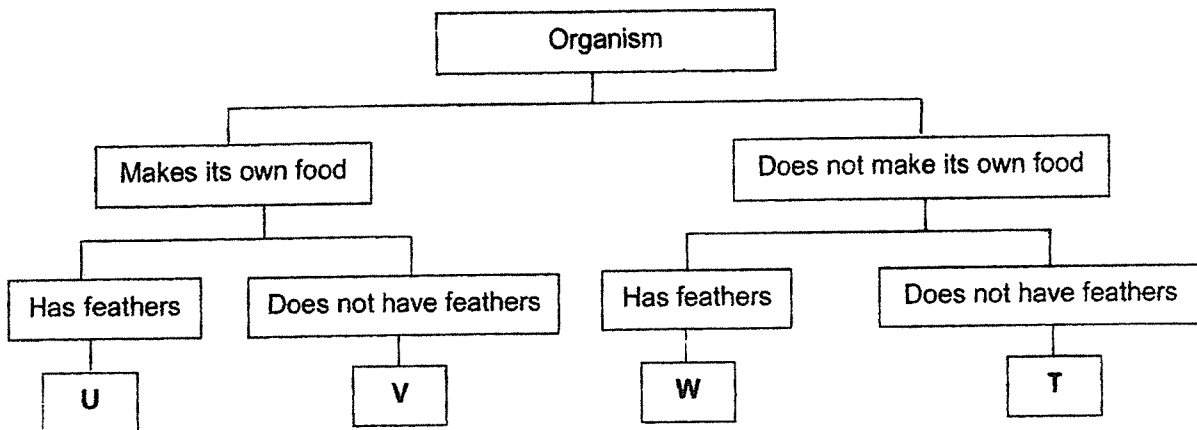 Organism
Makes its own food
Does not make its own food
Has feathers
Does not have feathers
Has feathers
Does not have feathers
U
V
W
T